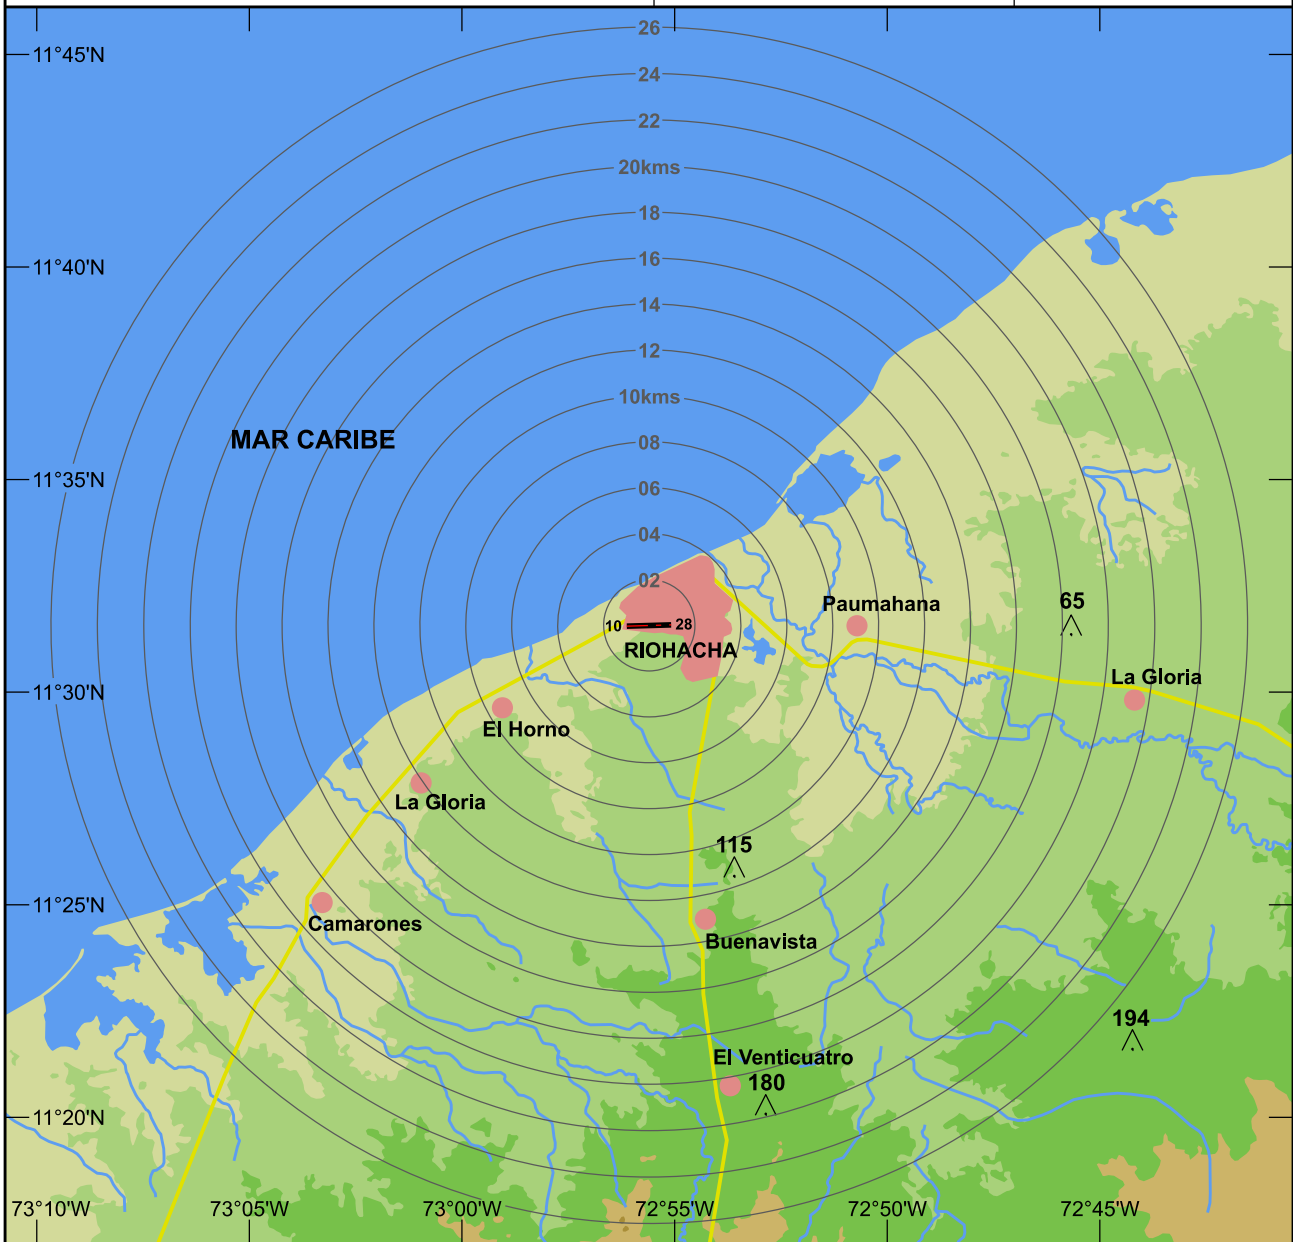 26
11°45'N
24
22
20kms
18
11°40'N
16
14
12
10kms
MAR CARIBE
08
11°35'N
06
04
02
Paumahana
65
10
28
RIOHACHA
La Gloria
11°30'N
El Horno
La Gloria
115
11°25'N
Camarones
Buenavista
194
El Venticuatro
180
11°20'N
73°10'W
73°05'W
73°00'W
72°55'W
72°50'W
72°45'W